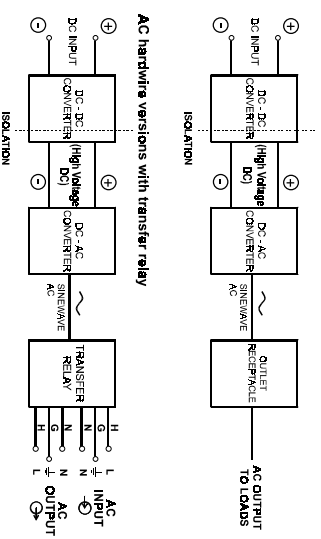 DC INPUT
DC - DC
CONVERTER
(High Voltage
DC)
DC - AC
CONVERTER
SINEWAVE
AC
OUTLET
RECEPTACLE
AC OUTPUT
TO LOADS
ISOLATION
AC hardwire versions with transfer relay
DC INPUT
DC - DC
CONVERTER
(High Voltage
DC)
DC - AC
CONVERTER
SINEWAVE
AC
TRANSFER
RELAY
H
G
N
N
G
H
L
N
N
L
AC
INPUT
AC
OUTPUT
ISOLATION